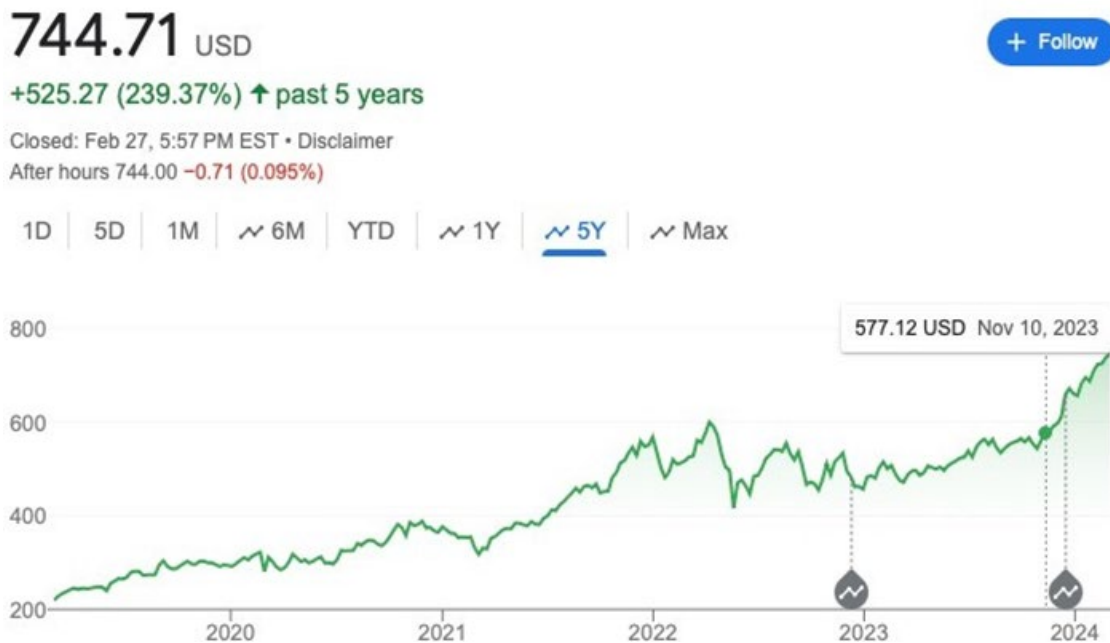 744.71 USD
+ Follow
+525.27 (239.37%) ↑ past 5 years
Closed: Feb 27, 5:57 PM EST • Disclaimer
After hours 744.00 −0.71 (0.095%)
1D 5D 1M 6M YTD 1Y 5Y Max
800
577.12 USD Nov 10, 2023
600
400
200
2020 2021 2022 2023 2024